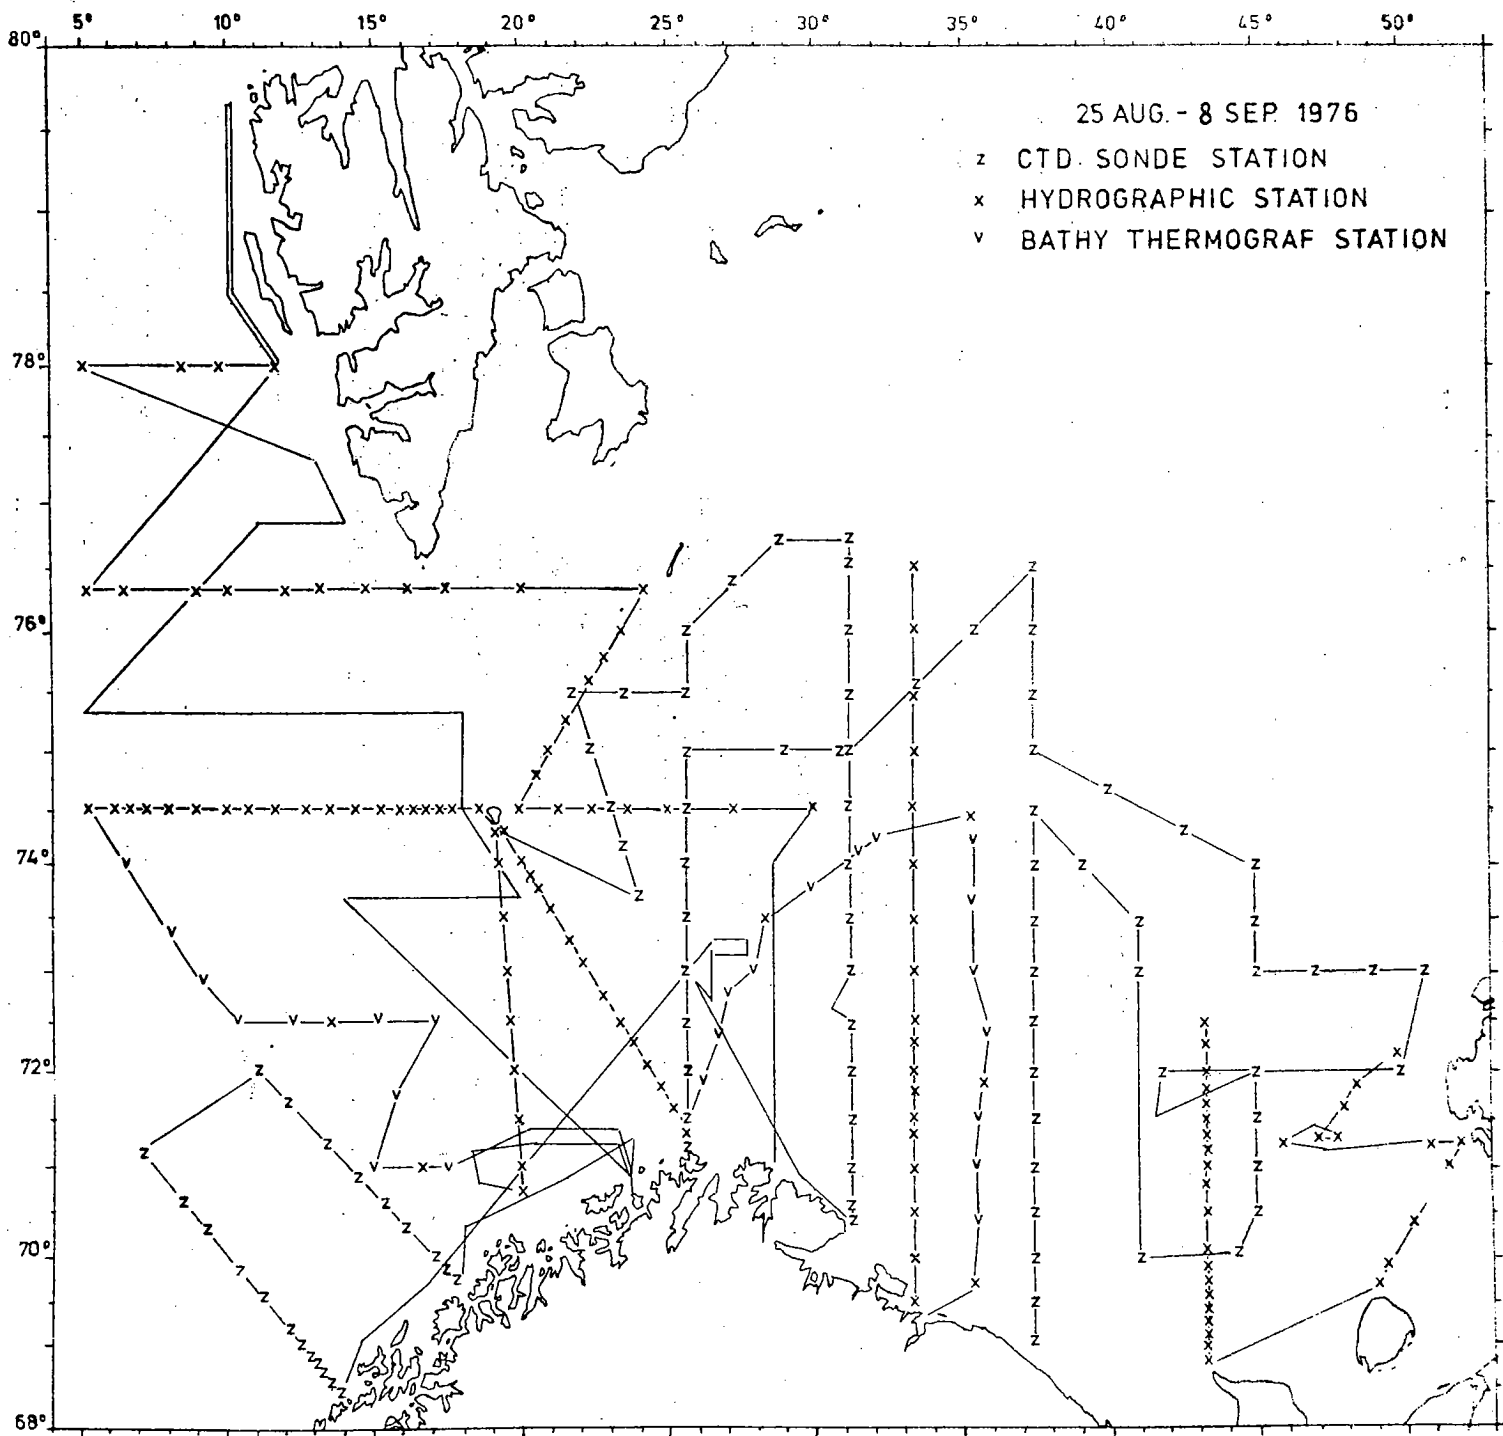 5° 10° 15° 20° 25° 30° 35° 40° 45° 50°
80°
25 AUG. - 8 SEP. 1976
z CTD. SONDE STATION
x HYDROGRAPHIC STATION
v BATHY THERMOGRAF STATION
78°
76°
74°
72°
70°
68°